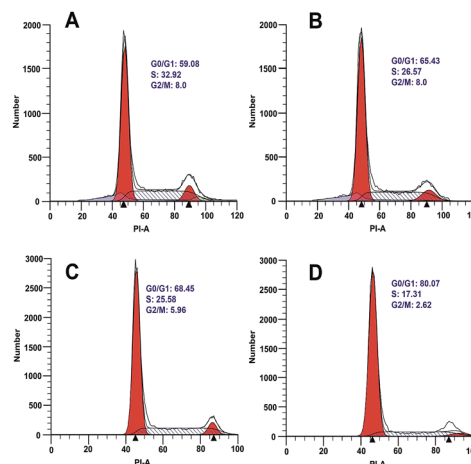 A
2000
1500
1000
500
0
Number
G0/G1: 59.08
S: 32.92
G2/M: 8.0
0 20 40 60 80 100 120
PI-A
B
2000
1500
1000
500
0
Number
G0/G1: 65.43
S: 26.57
G2/M: 8.0
0 20 40 60 80 100
PI-A
C
3000
2500
2000
1500
1000
500
0
Number
G0/G1: 68.45
S: 25.58
G2/M: 5.96
0 20 40 60 80 100
PI-A
D
3000
2500
2000
1500
1000
500
0
Number
G0/G1: 80.07
S: 17.31
G2/M: 2.62
0 20 40 60 80
PI-A